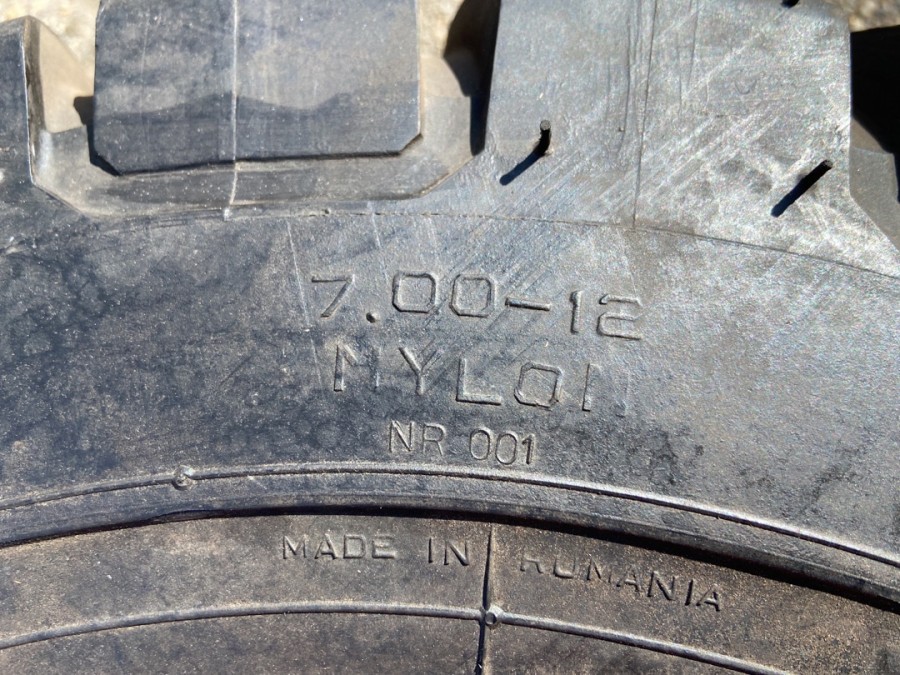 7.00-12
NYLON
NR 001
MADE IN RUMANIA